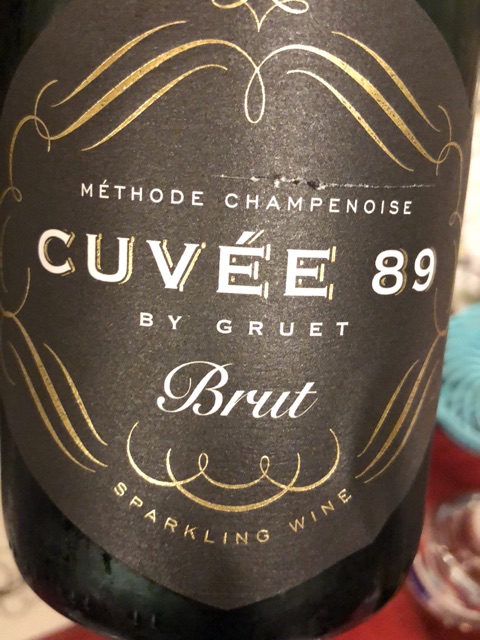 MÉTHODE CHAMPENOISE
CUVÉE 89
BY GRUET
Brut
SPARKLING WINE